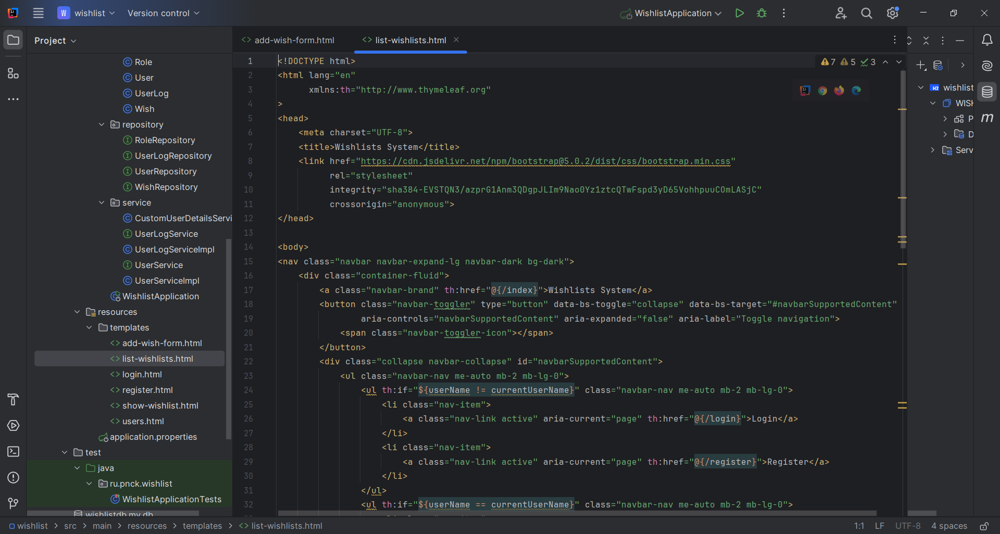 W wishlist Version control WishlistApplication
Project
add-wish-form.html list-wishlists.html
Role
User
UserLog
Wish
repository
RoleRepository
UserLogRepository
UserRepository
WishRepository
service
CustomUserDetailsServi
UserLogService
UserLogServiceImpl
UserService
UserServiceImpl
WishlistApplication
resources
templates
add-wish-form.html
list-wishlists.html
login.html
register.html
show-wishlist.html
users.html
application.properties
test
java
ru.pnck.wishlist
WishlistApplicationTests
wishlistdb.mv.db
7 5 3
1 <!DOCTYPE html>
2 <html lang="en"
3 xmlns:th="http://www.thymeleaf.org"
4 >
5 <head>
6 <meta charset="UTF-8">
7 <title>Wishlists System</title>
8 <link href="https://cdn.jsdelivr.net/npm/bootstrap@5.0.2/dist/css/bootstrap.min.css"
9 rel="stylesheet"
10 integrity="sha384-EVSTQN3/azprG1Anm3QDgpJLIm9Nao0Yz1ztcQTwFspd3yD65VohhpuuCOmLASjC"
11 crossorigin="anonymous">
12 </head>
13
14 <body>
15 <nav class="navbar navbar-expand-lg navbar-dark bg-dark">
16 <div class="container-fluid">
17 <a class="navbar-brand" th:href="@{/index}">Wishlists System</a>
18 <button class="navbar-toggler" type="button" data-bs-toggle="collapse" data-bs-target="#navbarSupportedContent"
19 aria-controls="navbarSupportedContent" aria-expanded="false" aria-label="Toggle navigation">
20 <span class="navbar-toggler-icon"></span>
21 </button>
22 <div class="collapse navbar-collapse" id="navbarSupportedContent">
23 <ul class="navbar-nav me-auto mb-2 mb-lg-0">
24 <ul th:if="${userName != currentUserName}" class="navbar-nav me-auto mb-2 mb-lg-0">
25 <li class="nav-item">
26 <a class="nav-link active" aria-current="page" th:href="@{/login}">Login</a>
27 </li>
28 <li class="nav-item">
29 <a class="nav-link active" aria-current="page" th:href="@{/register}">Register</a>
30 </li>
31 </ul>
32 <ul th:if="${userName == currentUserName}" class="navbar-nav me-auto mb-2 mb-lg-0">
H2 wishlist
WISH
P
D
Serv
m
wishlist > src > main > resources > templates > list-wishlists.html 1:1 LF UTF-8 4 spaces